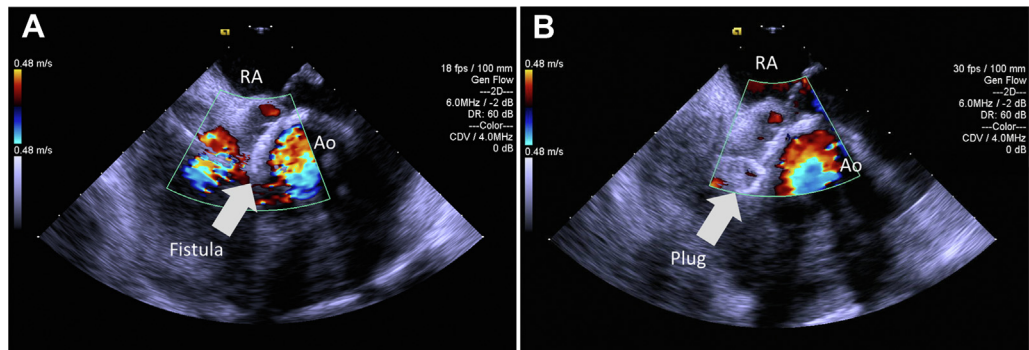 A
0.48 m/s
0.48 m/s
RA
18 fps / 100 mm
Gen Flow
---2D---
6.0MHz / -2 dB
DR: 60 dB
---Color---
CDV / 4.0MHz
0 dB
Ao
Fistula
B
0.48 m/s
0.48 m/s
RA
30 fps / 100 mm
Gen Flow
---2D---
6.0MHz / -2 dB
DR: 60 dB
---Color---
CDV / 4.0MHz
0 dB
Ao
Plug